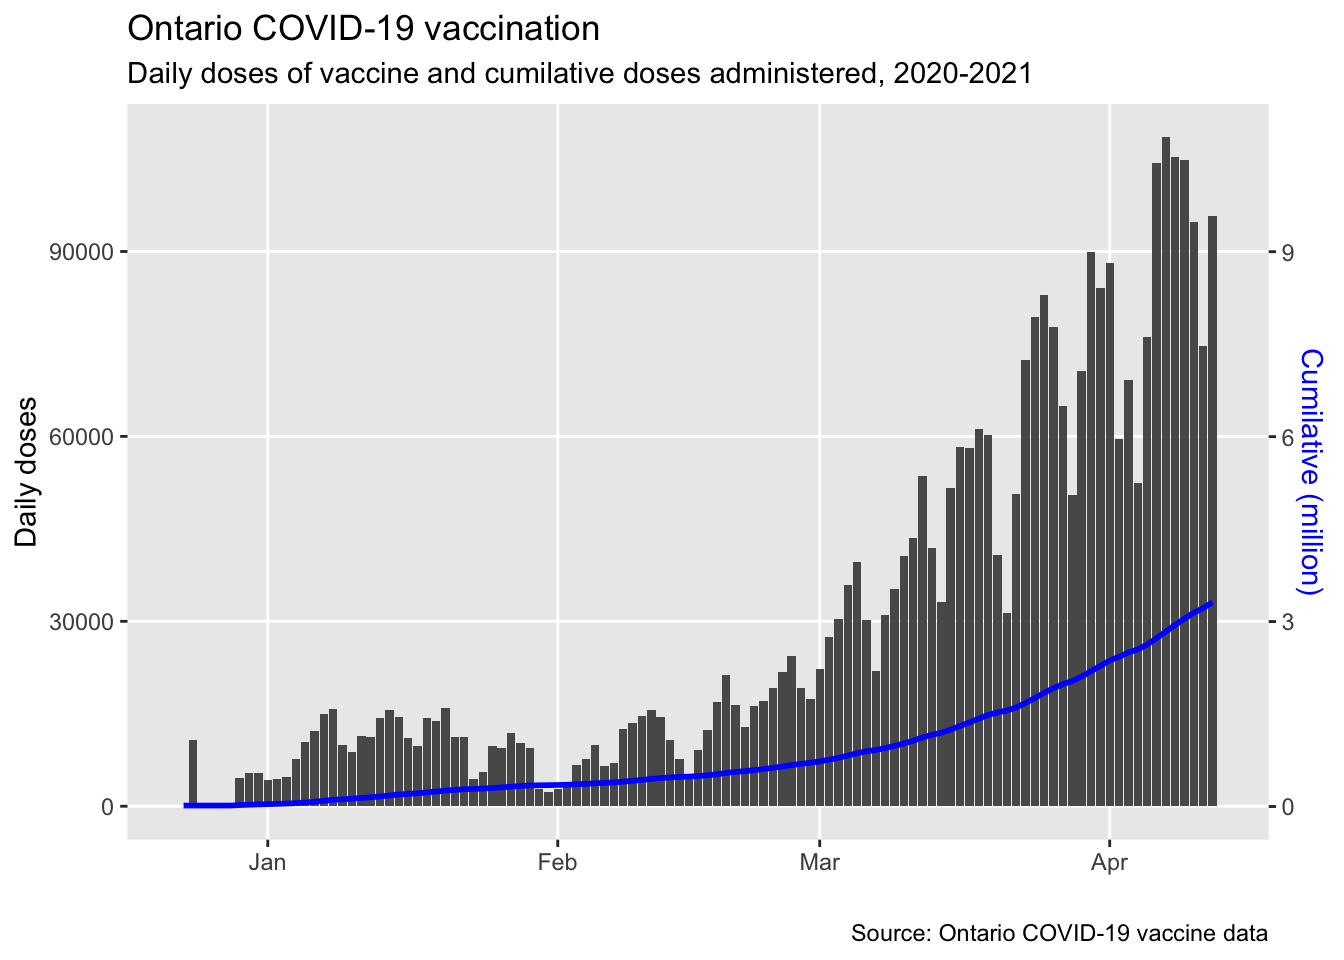 Ontario COVID-19 vaccination
Daily doses of vaccine and cumilative doses administered, 2020-2021
Daily doses
90000
60000
30000
0
9
6
3
0
Cumilative (million)
Jan
Feb
Mar
Apr
Source: Ontario COVID-19 vaccine data